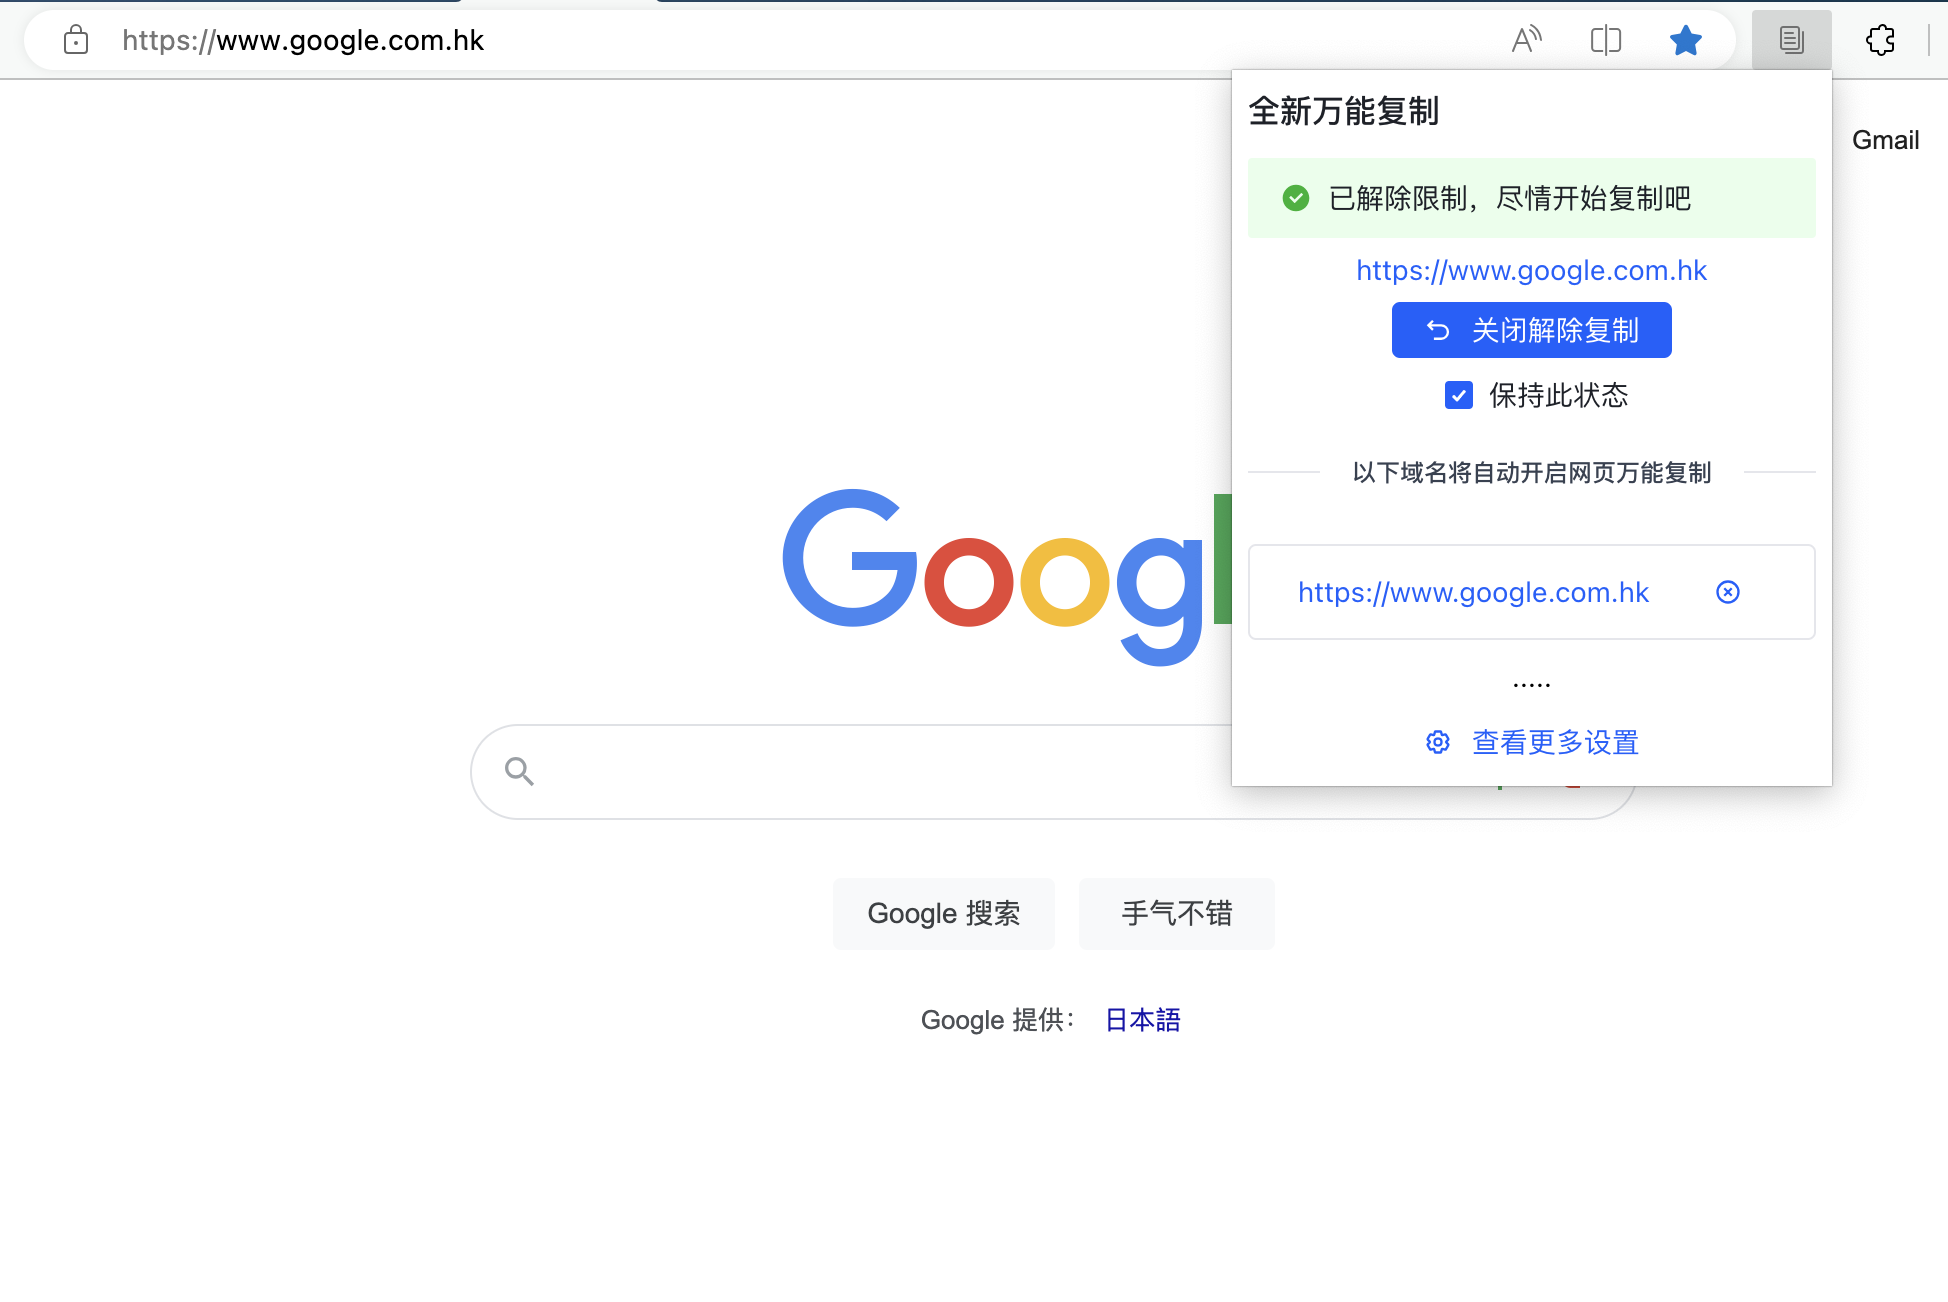 https://www.google.com.hk
全新万能复制
Gmail
已解除限制，尽情开始复制吧
https://www.google.com.hk
关闭解除复制
保持此状态
以下域名将自动开启网页万能复制
Googl
https://www.google.com.hk
.....
查看更多设置
Google 搜索
手气不错
Google 提供： 日本語